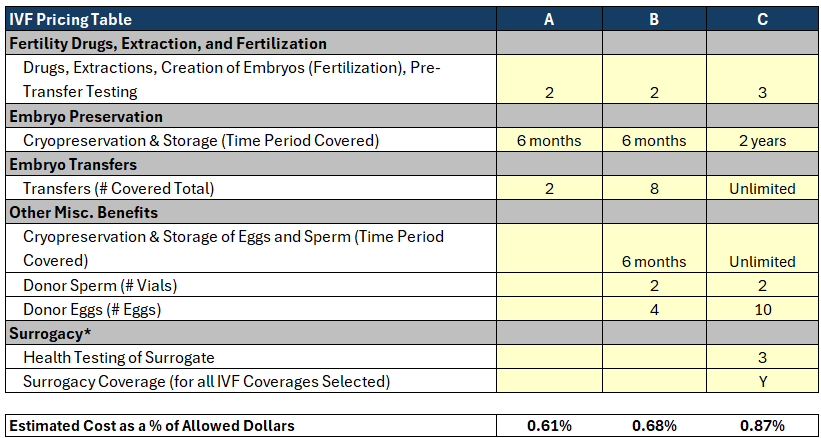 IVF Pricing Table A B C
Fertility Drugs, Extraction, and Fertilization
Drugs, Extractions, Creation of Embryos (Fertilization), Pre-
Transfer Testing 2 2 3
Embryo Preservation
Cryopreservation & Storage (Time Period Covered) 6 months 6 months 2 years
Embryo Transfers
Transfers (# Covered Total) 2 8 Unlimited
Other Misc. Benefits
Cryopreservation & Storage of Eggs and Sperm (Time Period
Covered) 6 months Unlimited
Donor Sperm (# Vials) 2 2
Donor Eggs (# Eggs) 4 10
Surrogacy*
Health Testing of Surrogate 3
Surrogacy Coverage (for all IVF Coverages Selected) Y
Estimated Cost as a % of Allowed Dollars 0.61% 0.68% 0.87%